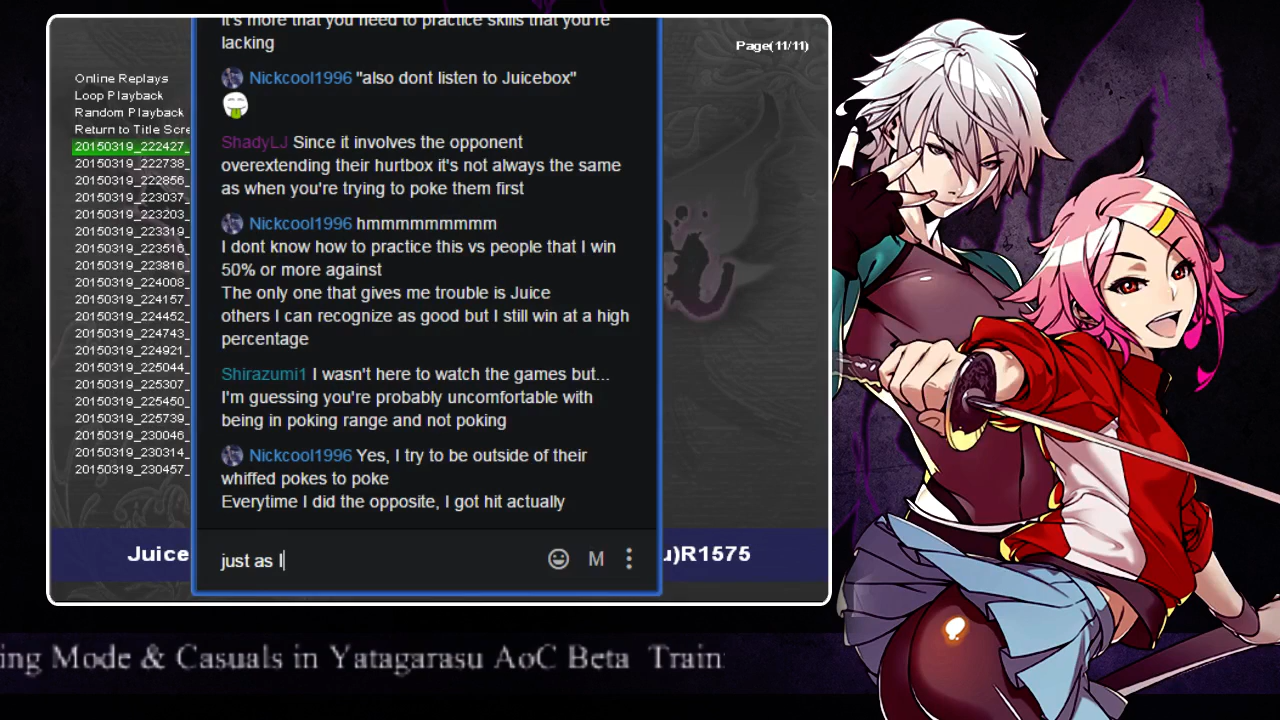 it's more that you need to practice skills that you're
lacking
Page(11/11)
Online Replays
Loop Playback
Random Playback
Return to Title Scre
20150319_222427_
20150319_222738_
20150319_222856_
20150319_223037_
20150319_223203_
20150319_223319_
20150319_223516_
20150319_223816_
20150319_224008_
20150319_224157_
20150319_224452_
20150319_224743_
20150319_224921_
20150319_225044_
20150319_225307_
20150319_225450_
20150319_225739_
20150319_230046_
20150319_230314_
20150319_230457_
Nickcool1996 "also dont listen to Juicebox"
ShadyLJ Since it involves the opponent
overextending their hurtbox it's not always the same
as when you're trying to poke them first
Nickcool1996 hmmmmmmmmmm
I dont know how to practice this vs people that I win
50% or more against
The only one that gives me trouble is Juice
others I can recognize as good but I still win at a high
percentage
Shirazumi1 I wasn't here to watch the games but...
I'm guessing you're probably uncomfortable with
being in poking range and not poking
Nickcool1996 Yes, I try to be outside of their
whiffed pokes to poke
Everytime I did the opposite, I got hit actually
just as I
M
Juice
u)R1575
ing Mode & Casuals in Yatagarasu AoC Beta Train